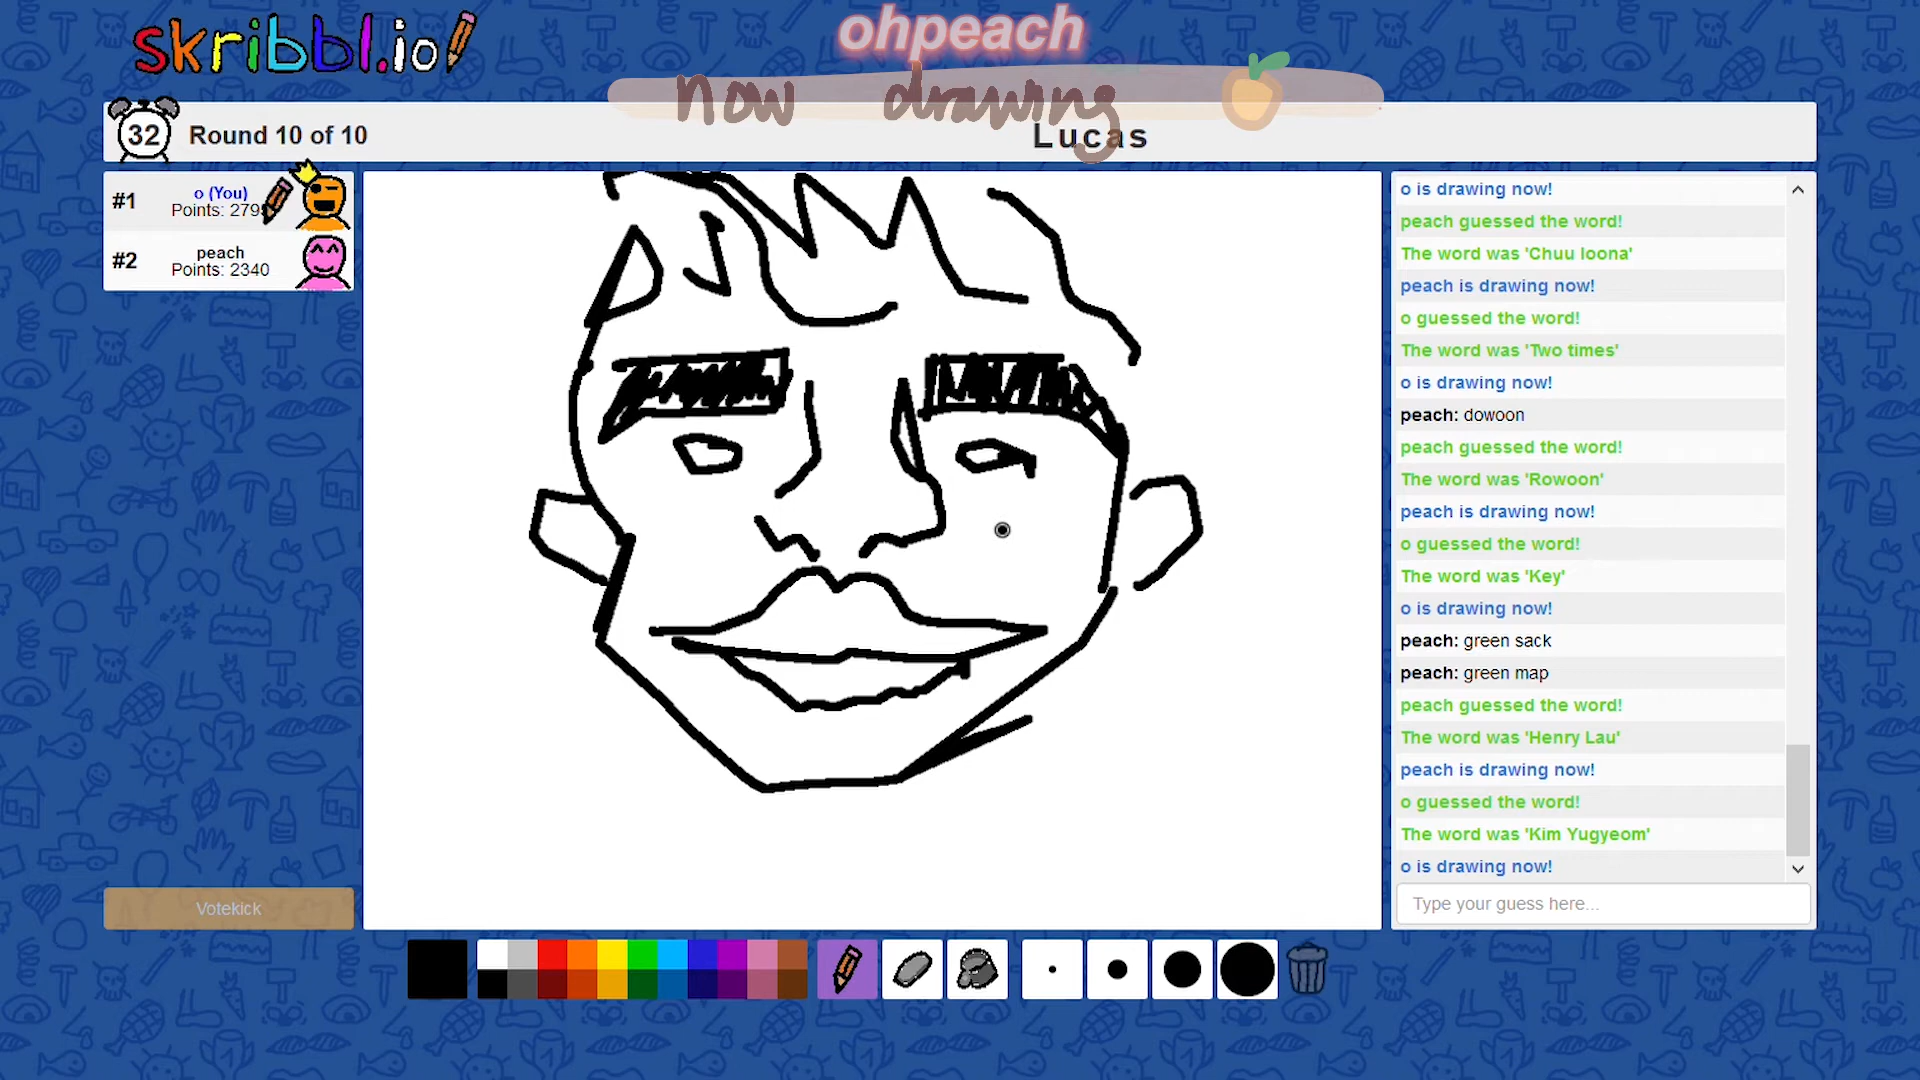 skribbl.io
ohpeach
now drawing
32
Round 10 of 10
Lucas
#1
o (You)
Points: 279
#2
peach
Points: 2340
o is drawing now!
peach guessed the word!
The word was 'Chuu loona'
peach is drawing now!
o guessed the word!
The word was 'Two times'
o is drawing now!
peach: dowoon
peach guessed the word!
The word was 'Rowoon'
peach is drawing now!
o guessed the word!
The word was 'Key'
o is drawing now!
peach: green sack
peach: green map
peach guessed the word!
The word was 'Henry Lau'
peach is drawing now!
o guessed the word!
The word was 'Kim Yugyeom'
o is drawing now!
Votekick
Type your guess here...